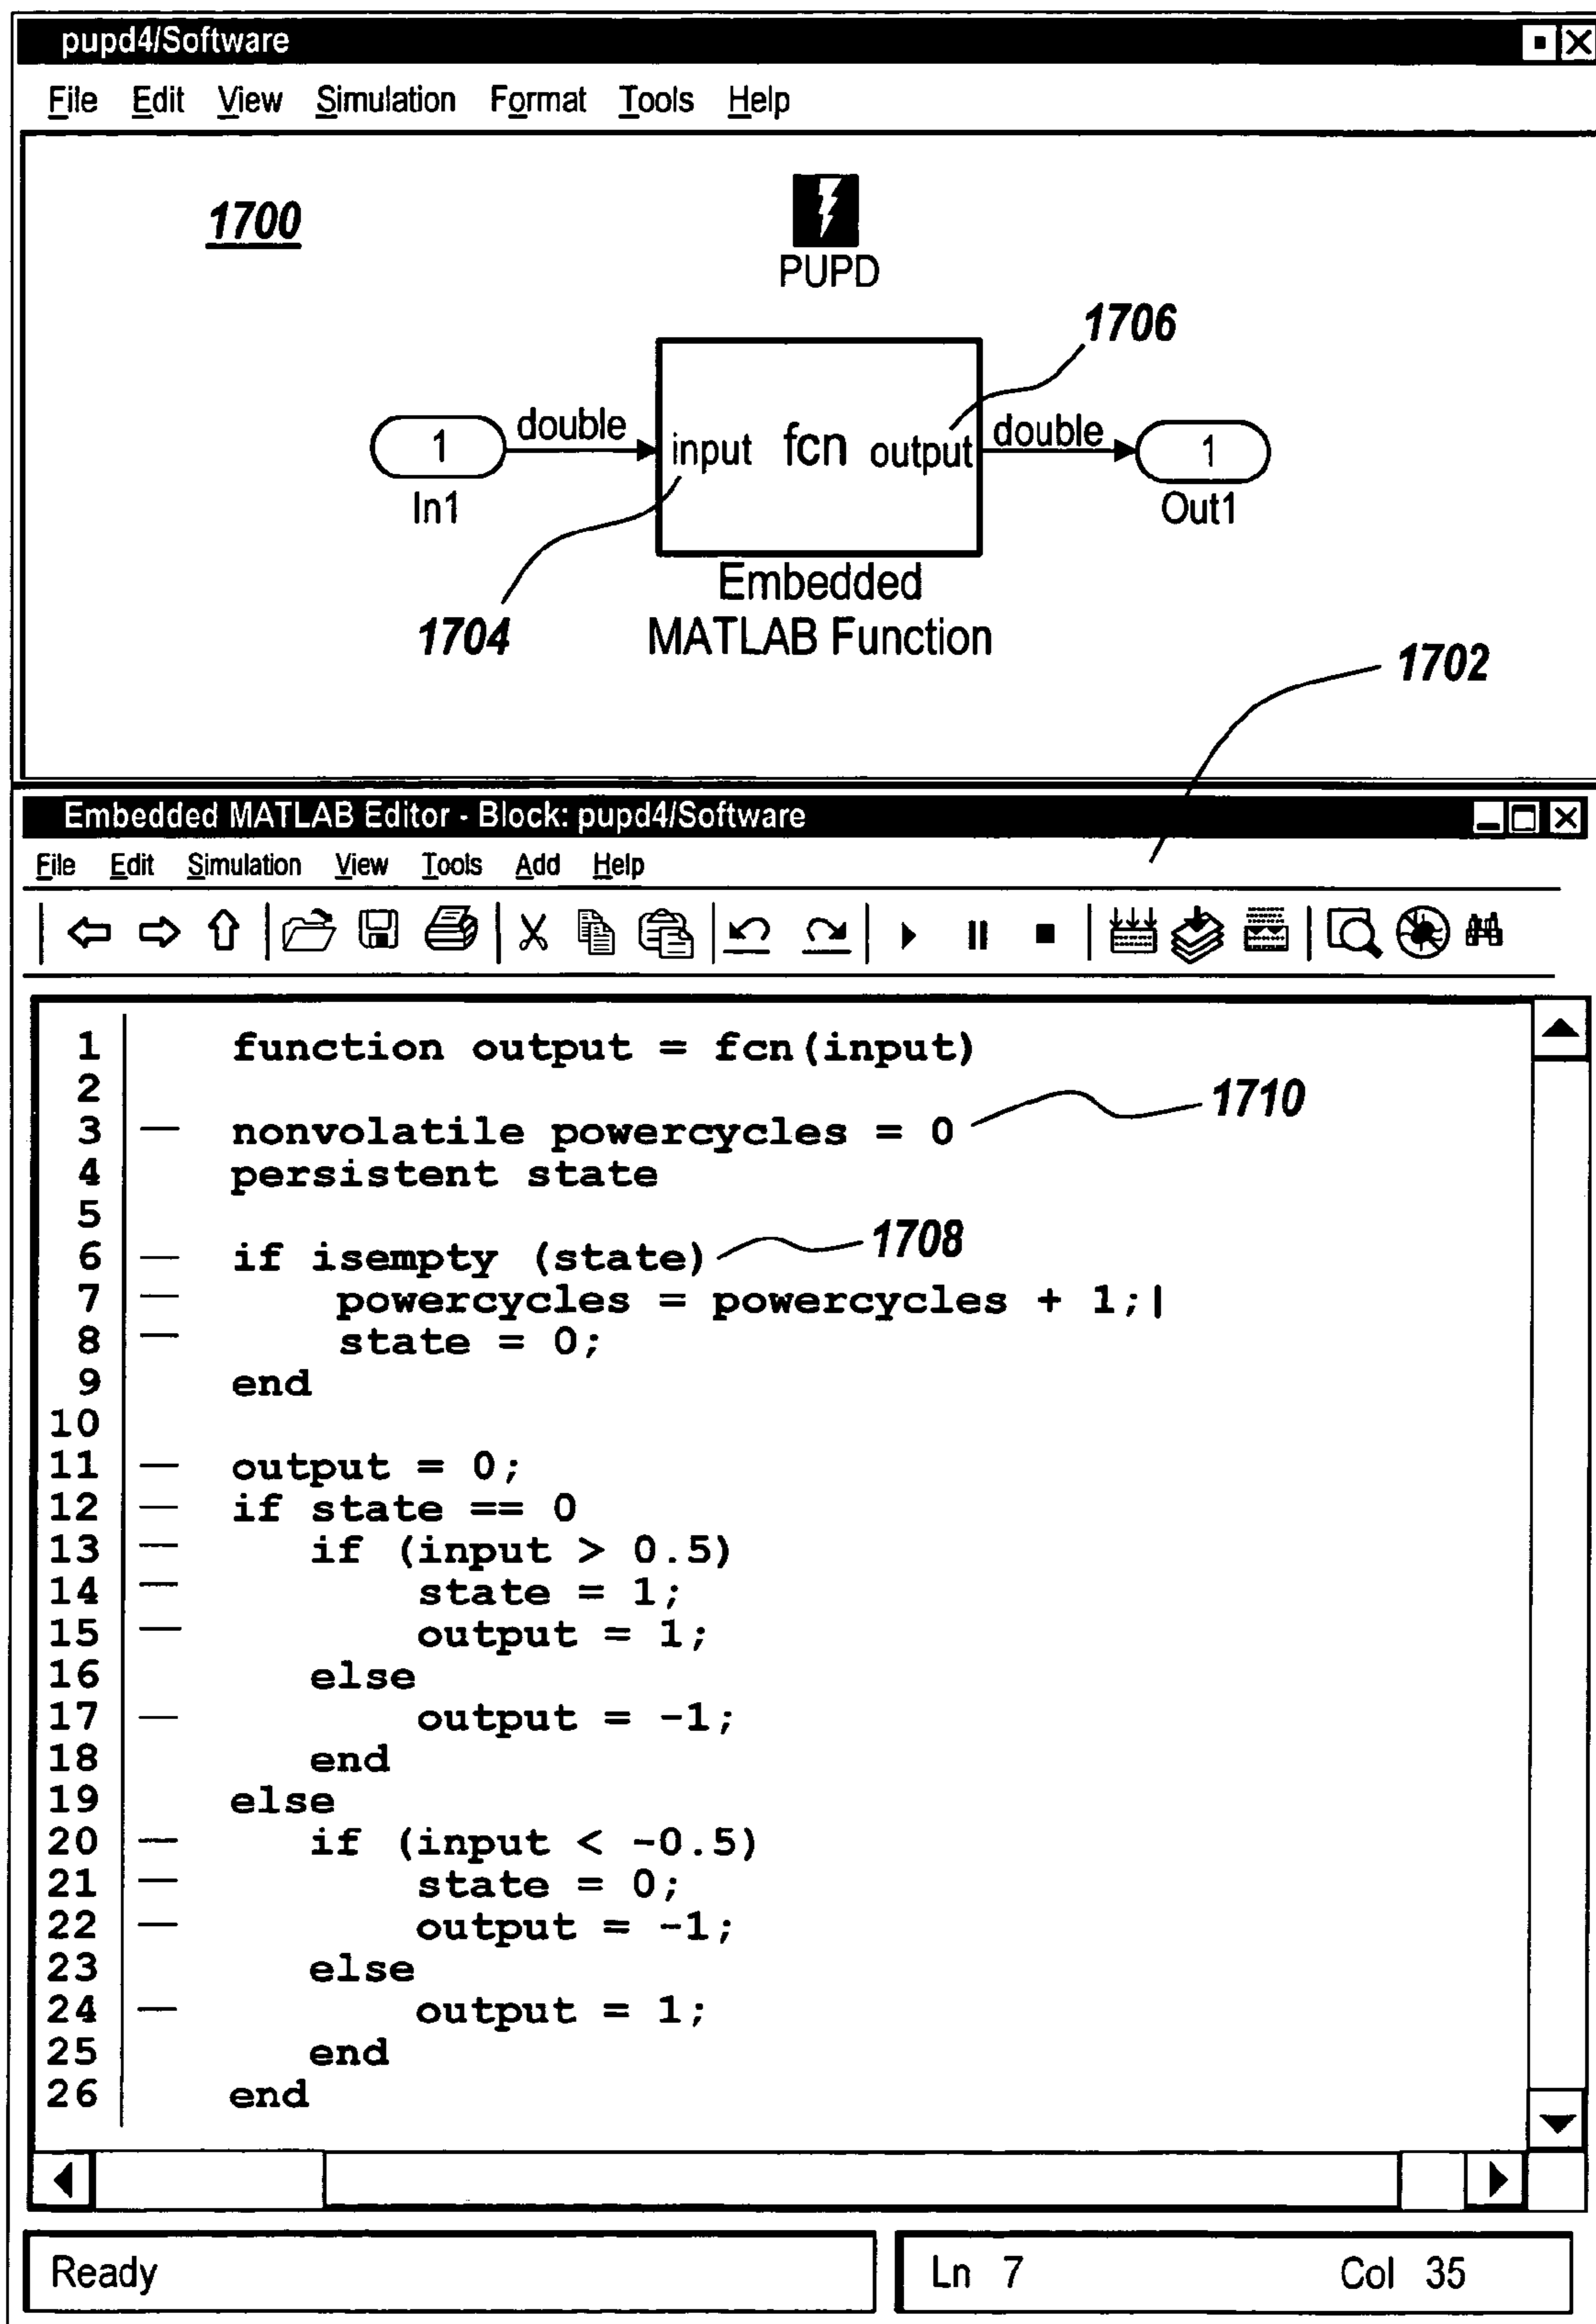 pupd4/Software
File Edit View Simulation Format Tools Help
1700
PUPD
1706
1 double input fcn output double 1
In1 Out1
Embedded
1704 MATLAB Function
1702
Embedded MATLAB Editor - Block: pupd4/Software
File Edit Simulation View Tools Add Help
1 function output = fcn(input)
2
3 — nonvolatile powercycles = 0 1710
4 persistent state
5
6 — if isempty (state) 1708
7 — powercycles = powercycles + 1;|
8 — state = 0;
9 end
10
11 — output = 0;
12 — if state == 0
13 — if (input > 0.5)
14 — state = 1;
15 — output = 1;
16 else
17 — output = -1;
18 end
19 else
20 — if (input < -0.5)
21 — state = 0;
22 — output = -1;
23 else
24 — output = 1;
25 end
26 end
Ready Ln 7 Col 35